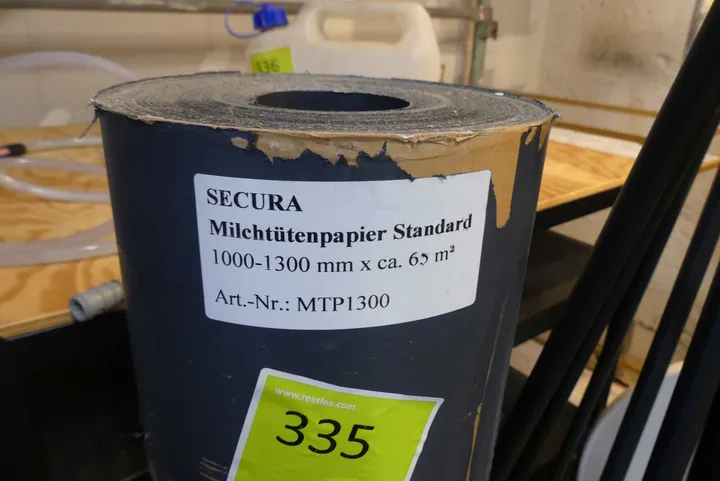 336
SECURA
Milchtütenpapier Standard
1000-1300 mm x ca. 65 m²
Art.-Nr.: MTP1300
www.restlos.com
335